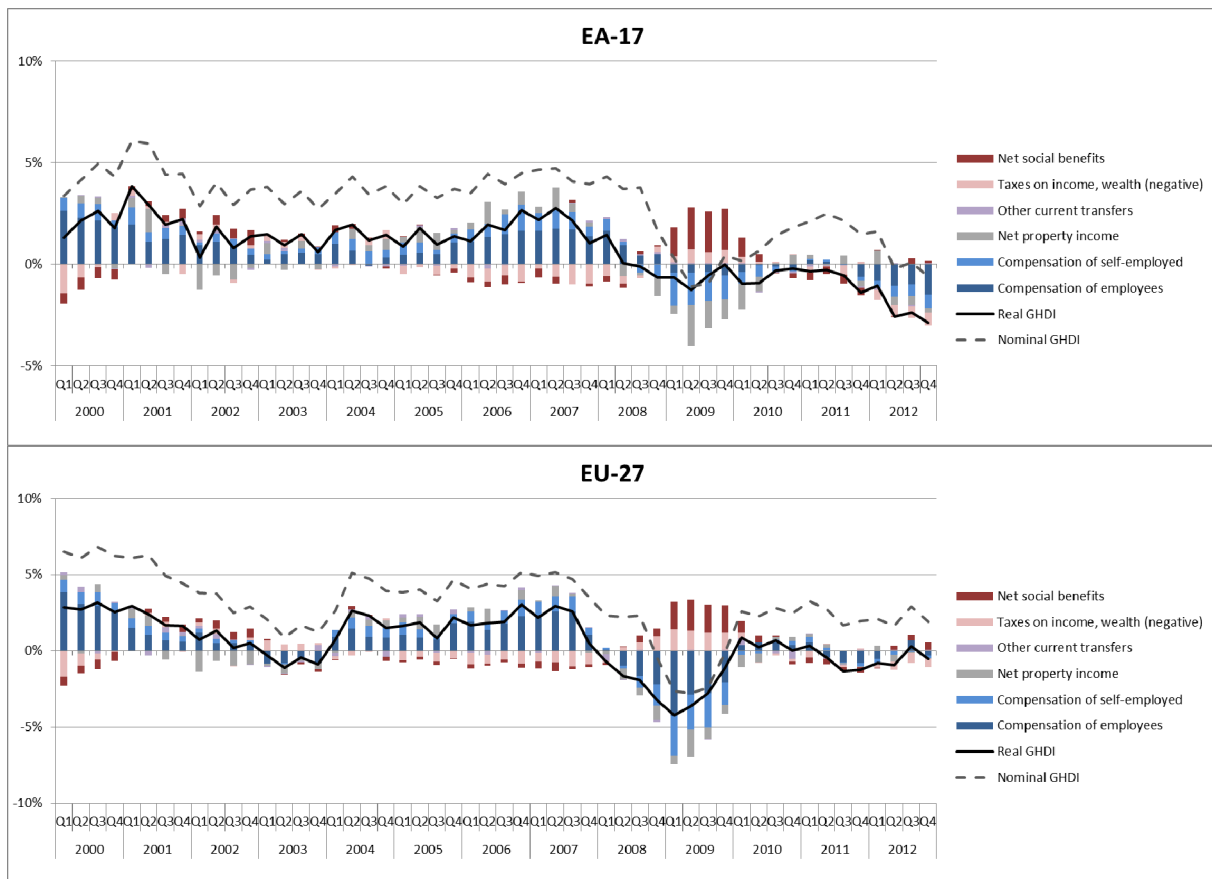 EA-17
10%
5%
0%
-5%
Net social benefits
Taxes on income, wealth (negative)
Other current transfers
Net property income
Compensation of self-employed
Compensation of employees
Real GHDI
Nominal GHDI
Q1 Q2 Q3 Q4 Q1 Q2 Q3 Q4 Q1 Q2 Q3 Q4 Q1 Q2 Q3 Q4 Q1 Q2 Q3 Q4 Q1 Q2 Q3 Q4 Q1 Q2 Q3 Q4 Q1 Q2 Q3 Q4 Q1 Q2 Q3 Q4 Q1 Q2 Q3 Q4 Q1 Q2 Q3 Q4 Q1 Q2 Q3 Q4 Q1 Q2 Q3 Q4
2000 2001 2002 2003 2004 2005 2006 2007 2008 2009 2010 2011 2012
EU-27
10%
5%
0%
-5%
-10%
Net social benefits
Taxes on income, wealth (negative)
Other current transfers
Net property income
Compensation of self-employed
Compensation of employees
Real GHDI
Nominal GHDI
Q1 Q2 Q3 Q4 Q1 Q2 Q3 Q4 Q1 Q2 Q3 Q4 Q1 Q2 Q3 Q4 Q1 Q2 Q3 Q4 Q1 Q2 Q3 Q4 Q1 Q2 Q3 Q4 Q1 Q2 Q3 Q4 Q1 Q2 Q3 Q4 Q1 Q2 Q3 Q4 Q1 Q2 Q3 Q4 Q1 Q2 Q3 Q4 Q1 Q2 Q3 Q4
2000 2001 2002 2003 2004 2005 2006 2007 2008 2009 2010 2011 2012